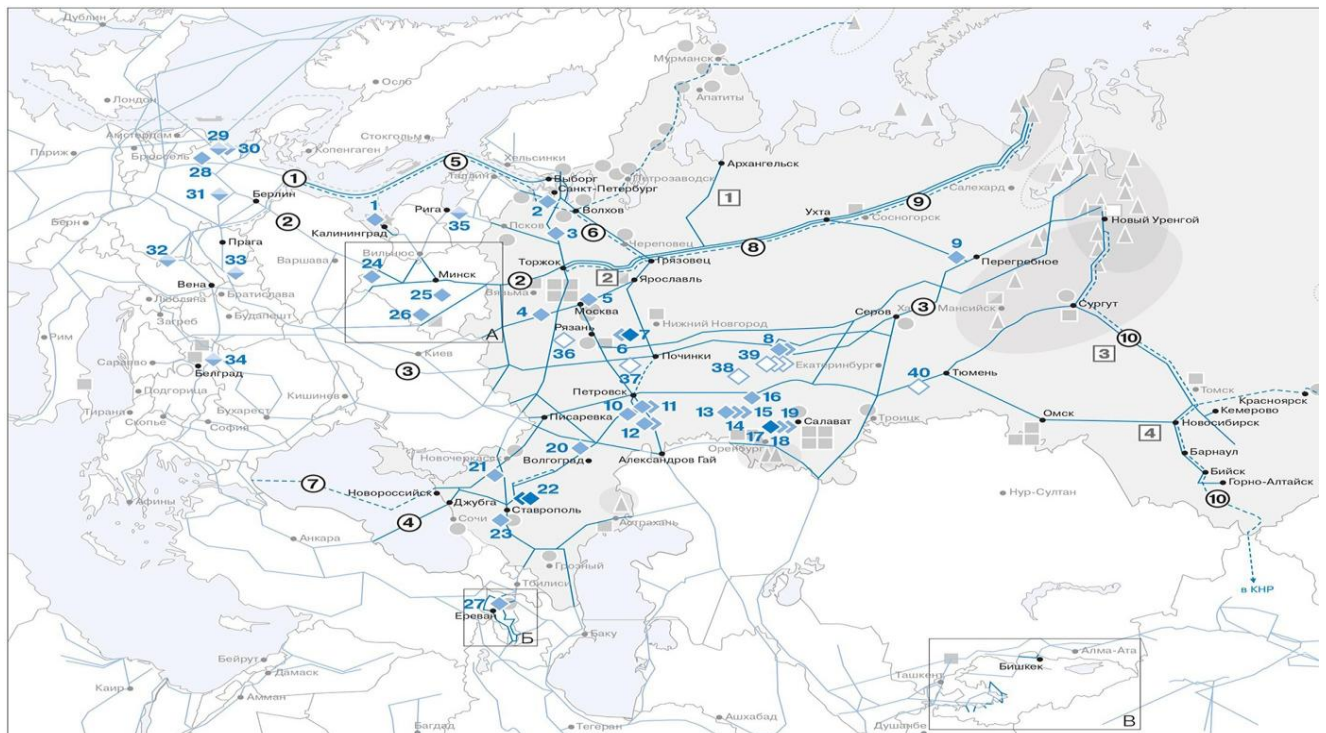 Дублин
Мурманск
Осло
Апатиты
Лондон
Архангельск
Амстердам
29
Стокгольм
Париж
30
Копенгаген
5
Хельсинки
Выборг
Петрозаводск
1
Салехард
Брюссель
28
1
Таллин
Санкт-Петербург
Ухта
9
31
Берлин
1
Рига
2
Волхов
Сосногорск
Новый Уренгой
Берн
2
Калининград
35
Псков
3
6
Череповец
8
9
32
Прага
Варшава
Вильнюс
Торжок
Грязовец
Перегребное
33
24
Минск
2
2
Ярославль
Вена
Братислава
25
Вязьма
5
3
Ханты-
Мансийск
Сургут
Любляна
Загреб
Будапешт
26
А
4
Москва
Нижний Новгород
Серов
10
Рим
Рязань
6
7
8
3
Сараево
34
Киев
36
Починки
39
Екатеринбург
Томск
Белград
3
37
38
40
Тюмень
Красноярск
Подгорица
Кишинев
Петровск
16
Кемерово
Тирана
Скопье
Бухарест
Писаревка
10
11
13
15
19
Омск
Новосибирск
София
12
14
Салават
Троицк
4
20
17
18
Оренбург
Барнаул
Новочеркасск
21
Волгоград
Александров Гай
Бийск
7
22
Горно-Алтайск
Новороссийск
Нур-Султан
10
Афины
Джубга
Ставрополь
4
Сочи
23
Астрахань
Анкара
Грозный
Тбилиси
в КНР
27
Ереван
Б
Баку
Бейрут
Алма-Ата
Бишкек
Дамаск
Ташкент
Каир
Амман
В
Багдад
Тегеран
Ашхабад
Душанбе